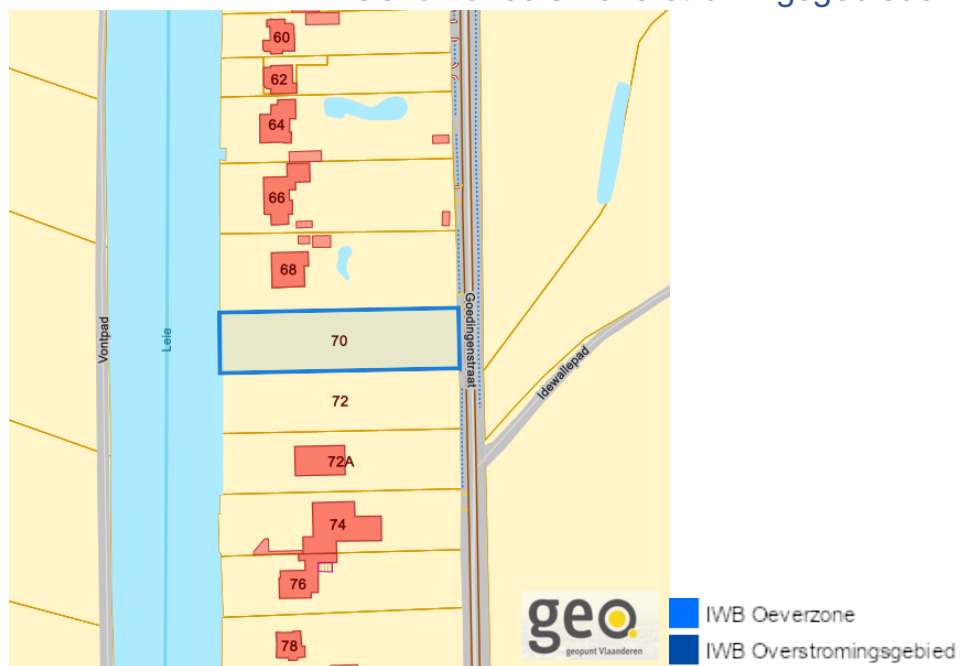 60
62
64
66
68
70
72
72A
74
76
78
Vontpad
Leie
Goedingenstraat
Idewallepad
geo.
geopunt Vlaanderen
IWB Oeverzone
IWB Overstromingsgebied